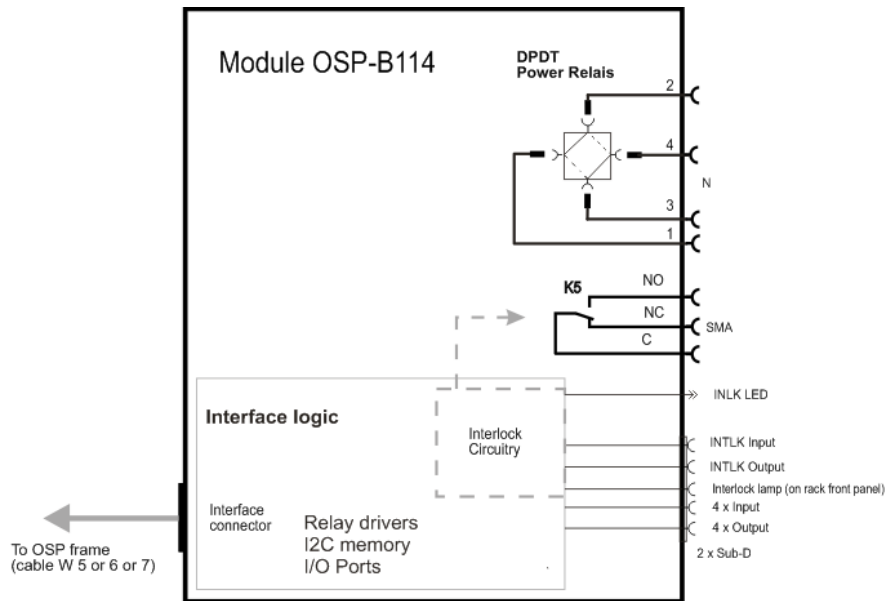 Module OSP-B114
DPDT
Power Relais
2
4
N
3
1
K5
NO
NC
SMA
C
INLK LED
Interface logic
Interlock
Circuitry
INTLK Input
INTLK Output
Interlock lamp (on rack front panel)
4 x Input
4 x Output
2 x Sub-D
Interface
connector
Relay drivers
I2C memory
I/O Ports
To OSP frame
(cable W 5 or 6 or 7)